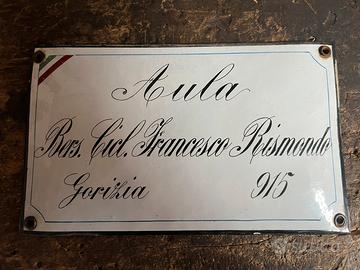 Aula
Bers. Cicl. Francesco Rismondo
Gorizia 915